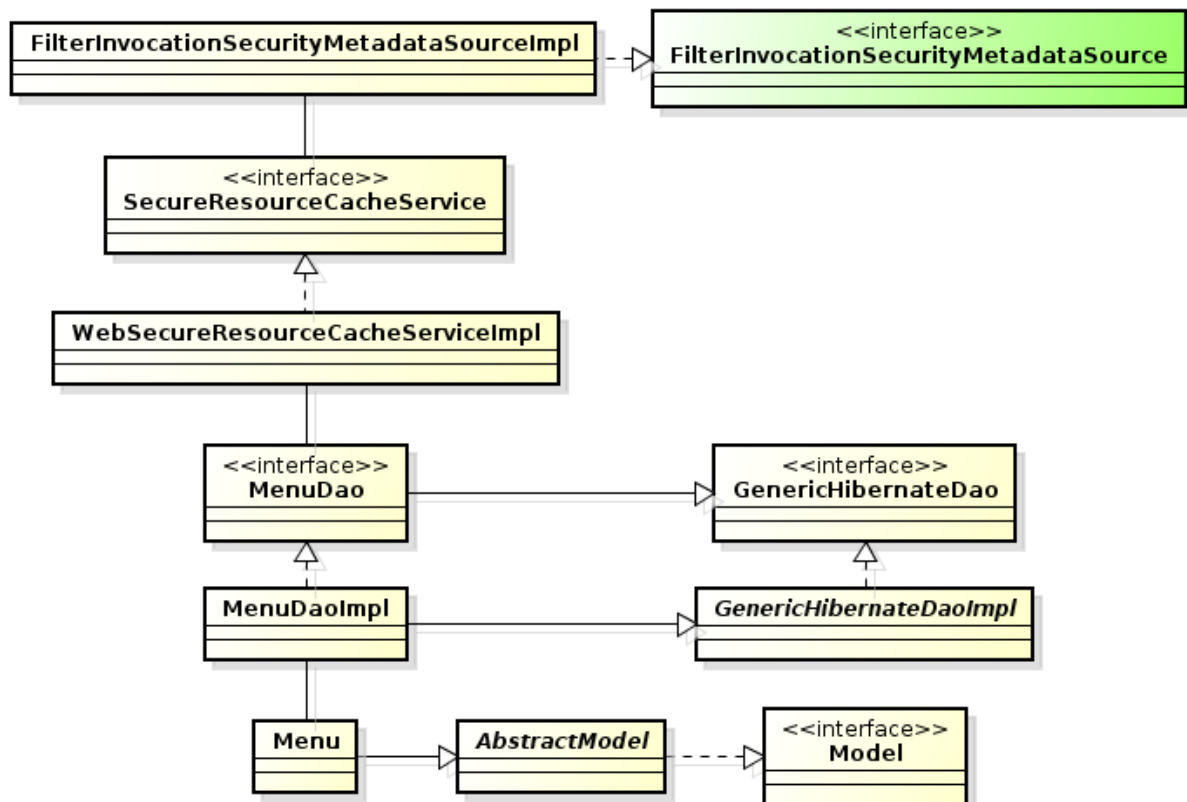 FilterInvocationSecurityMetadataSourceImpl
<<interface>>
FilterInvocationSecurityMetadataSource
<<interface>>
SecureResourceCacheService
WebSecureResourceCacheServiceImpl
<<interface>>
MenuDao
<<interface>>
GenericHibernateDao
MenuDaoImpl
GenericHibernateDaoImpl
Menu
AbstractModel
<<interface>>
Model